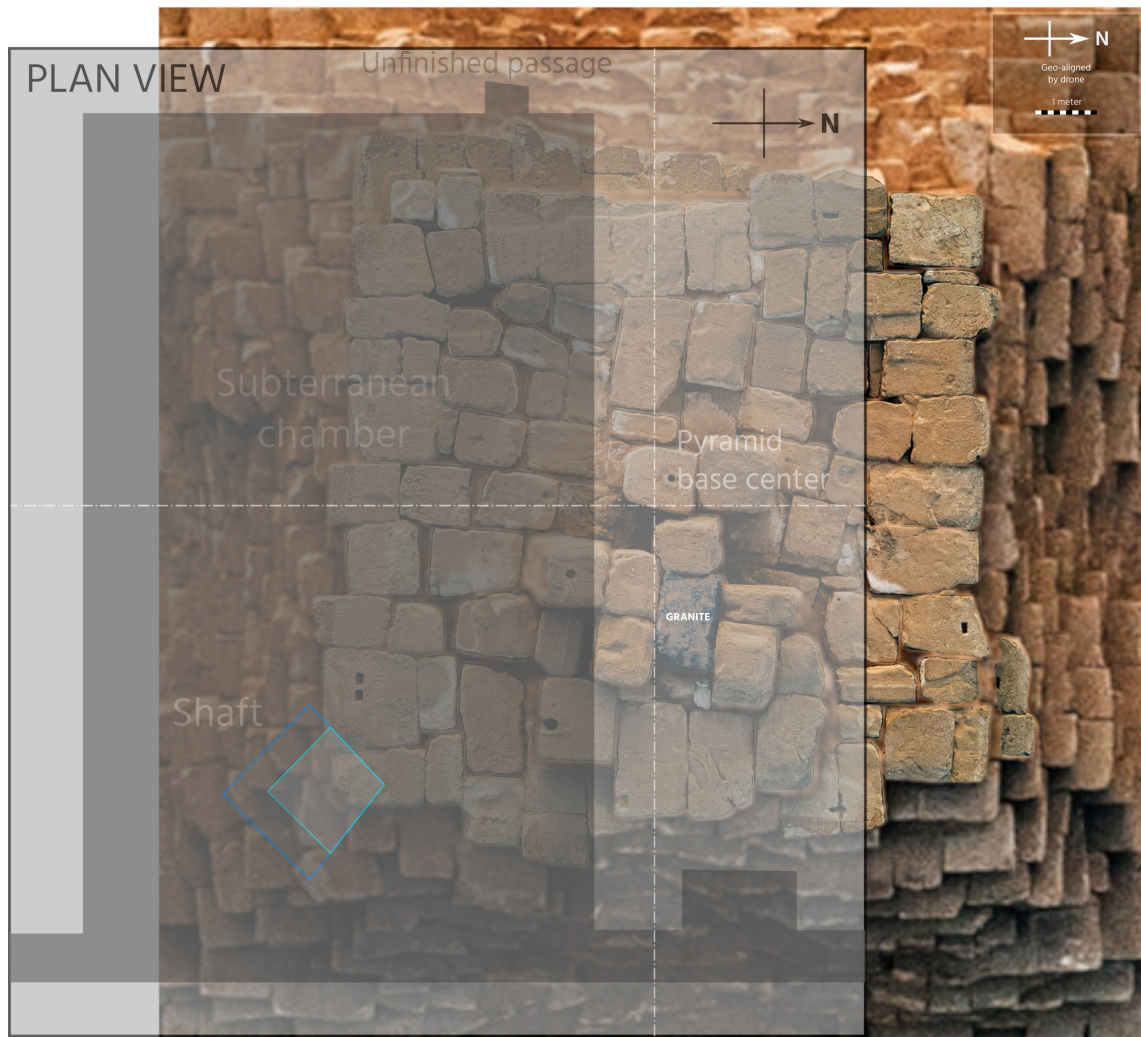 Unfinished passage
PLAN VIEW
N
Geo-aligned
by drone
1 meter
N
Subterranean
chamber
Pyramid
base center
GRANITE
Shaft